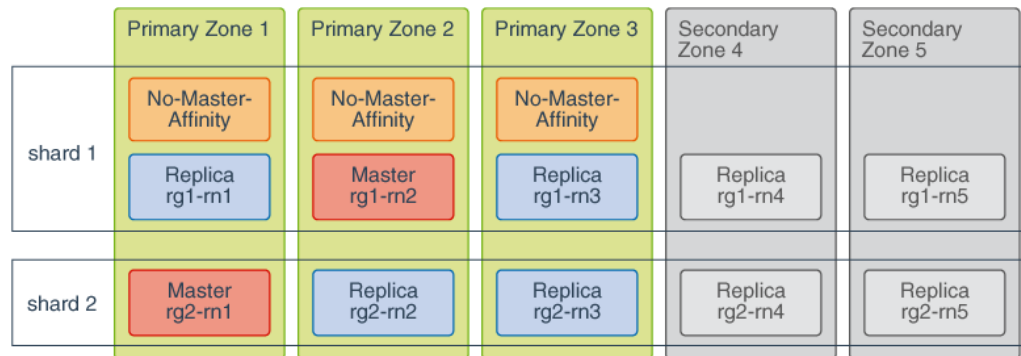 Primary Zone 1
Primary Zone 2
Primary Zone 3
Secondary
Zone 4
Secondary
Zone 5
shard 1
No-Master-
Affinity
No-Master-
Affinity
No-Master-
Affinity
Replica
rg1-rn1
Master
rg1-rn2
Replica
rg1-rn3
Replica
rg1-rn4
Replica
rg1-rn5
shard 2
Master
rg2-rn1
Replica
rg2-rn2
Replica
rg2-rn3
Replica
rg2-rn4
Replica
rg2-rn5